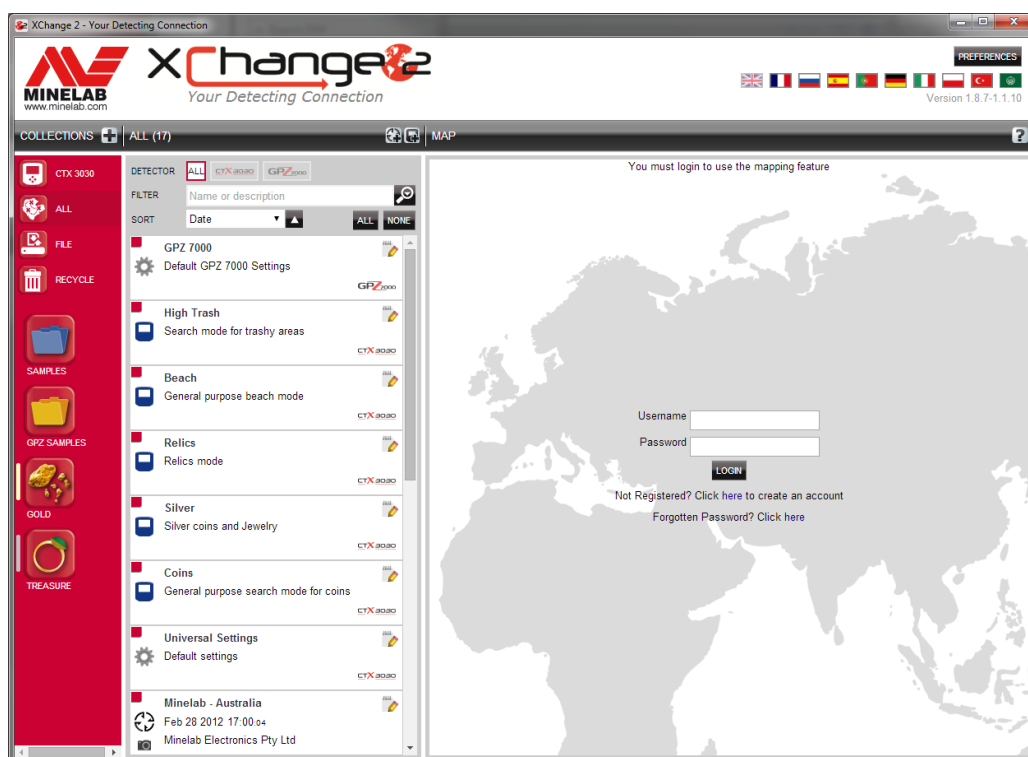 XChange 2 - Your Detecting Connection
MINELAB
www.minelab.com
XChange2
Your Detecting Connection
PREFERENCES
Version 1.8.7-1.1.10
COLLECTIONS
ALL (17)
MAP
?
CTX 3030
ALL
FILE
RECYCLE
SAMPLES
GPZ SAMPLES
GOLD
TREASURE
DETECTOR ALL CTX 3030 GPZ 7000
FILTER Name or description
SORT Date ALL NONE
GPZ 7000
Default GPZ 7000 Settings
GPZ 7000
High Trash
Search mode for trashy areas
CTX 3030
Beach
General purpose beach mode
CTX 3030
Relics
Relics mode
CTX 3030
Silver
Silver coins and Jewelry
CTX 3030
Coins
General purpose search mode for coins
CTX 3030
Universal Settings
Default settings
CTX 3030
Minelab - Australia
Feb 28 2012 17:00:04
Minelab Electronics Pty Ltd
You must login to use the mapping feature
Username
Password
LOGIN
Not Registered? Click here to create an account
Forgotten Password? Click here